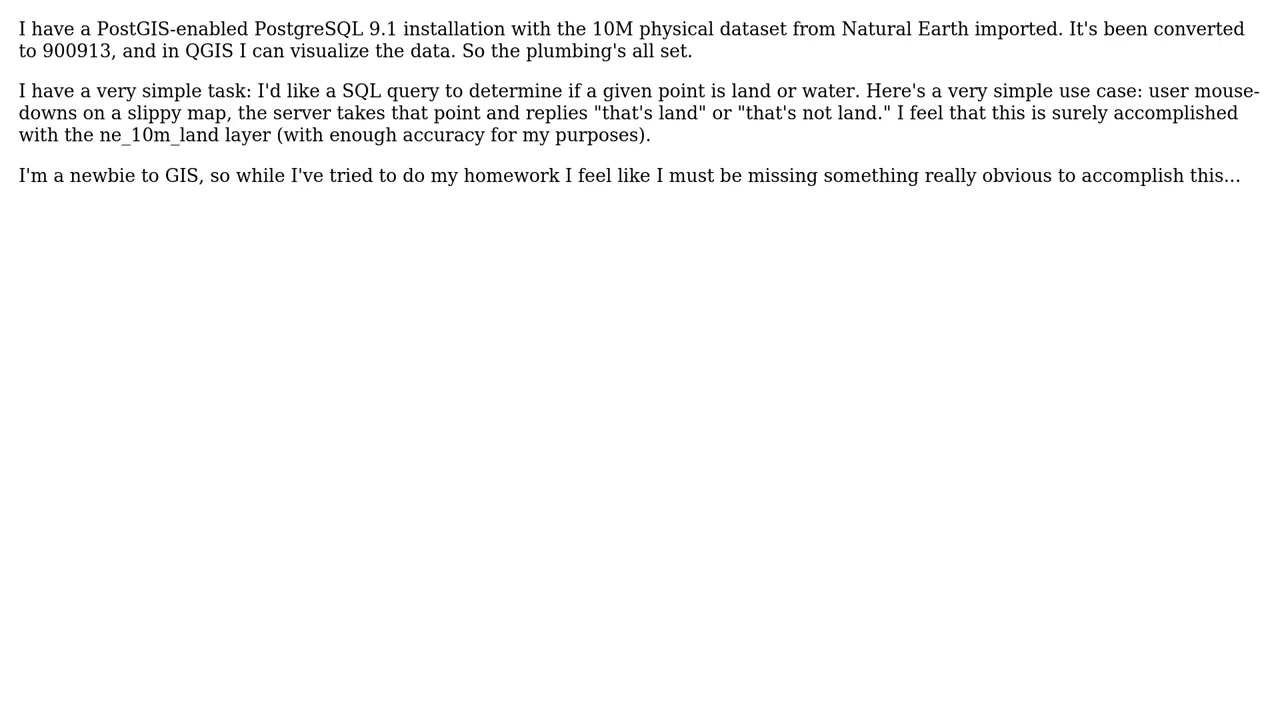 I have a PostGIS-enabled PostgreSQL 9.1 installation with the 10M physical dataset from Natural Earth imported. It's been converted
to 900913, and in QGIS I can visualize the data. So the plumbing's all set.
I have a very simple task: I'd like a SQL query to determine if a given point is land or water. Here's a very simple use case: user mouse-
downs on a slippy map, the server takes that point and replies "that's land" or "that's not land." I feel that this is surely accomplished
with the ne_10m_land layer (with enough accuracy for my purposes).
I'm a newbie to GIS, so while I've tried to do my homework I feel like I must be missing something really obvious to accomplish this...